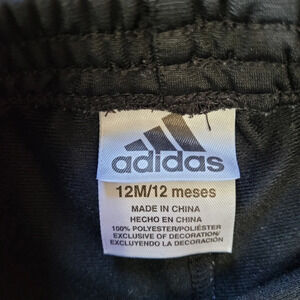 adidas
12M/12 meses
MADE IN CHINA
HECHO EN CHINA
100% POLYESTER/POLIÉSTER
EXCLUSIVE OF DECORATION/
EXCLUYENDO LA DECORACIÓN